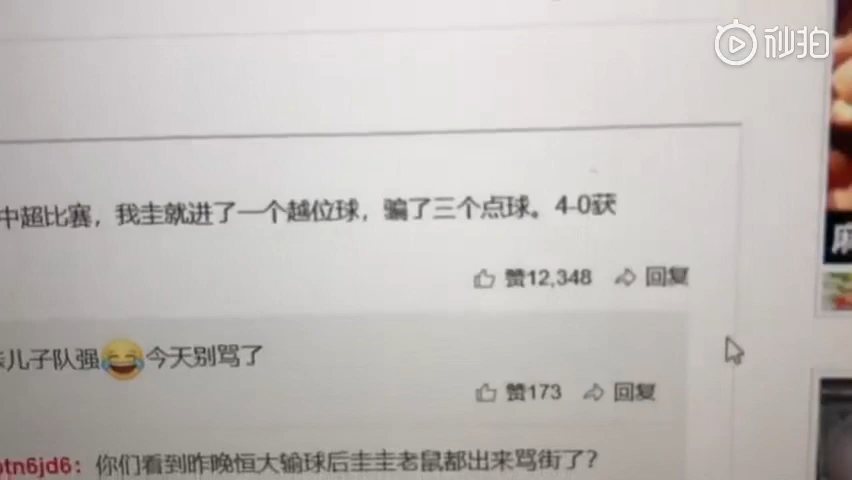 秒拍
中超比赛，我圭就进了一个越位球，骗了三个点球。4-0获
赞12,348 回复
儿子队强😂今天别骂了
赞173 回复
tn6jd6：你们看到昨晚恒大输球后圭圭老鼠都出来骂街了？